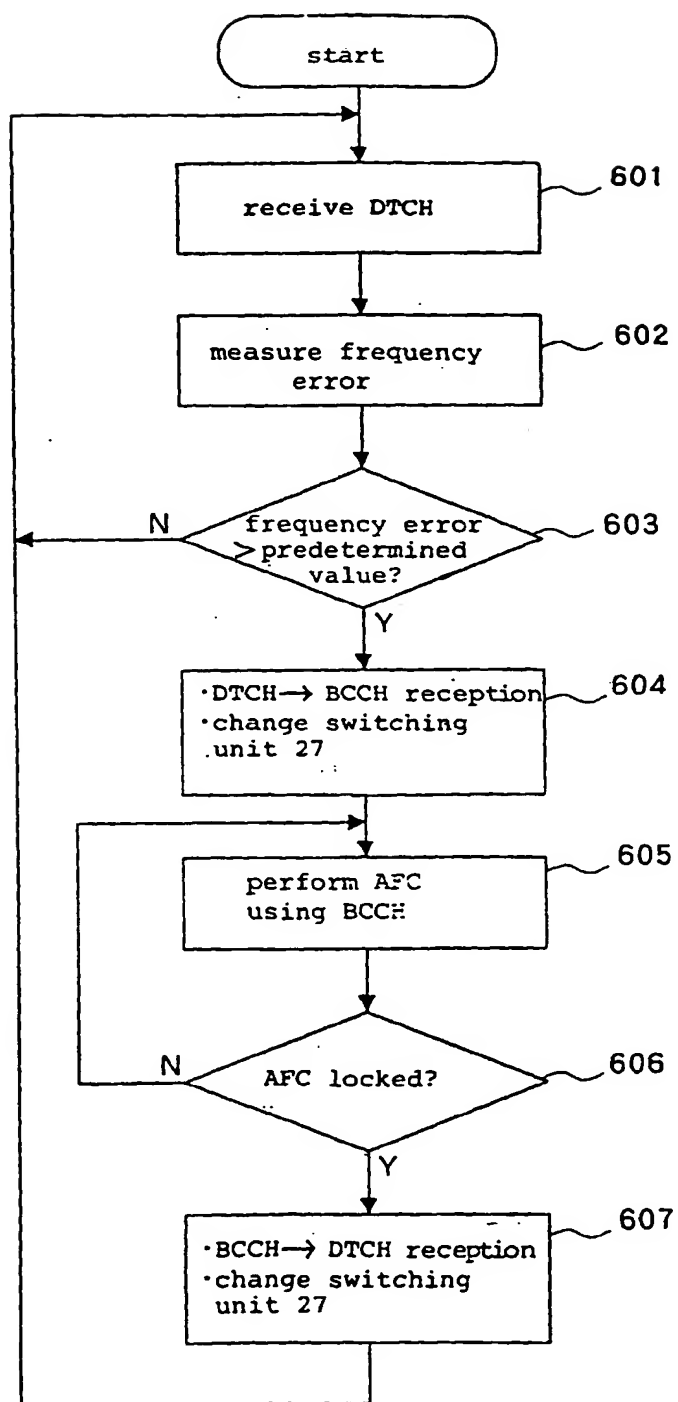 start
receive DTCH
601
measure frequency
error
602
frequency error
>predetermined
value?
603
N
Y
·DTCH→ BCCH reception
·change switching
unit 27
604
perform AFC
using BCCH
605
AFC locked?
606
N
Y
·BCCH→ DTCH reception
·change switching
unit 27
607